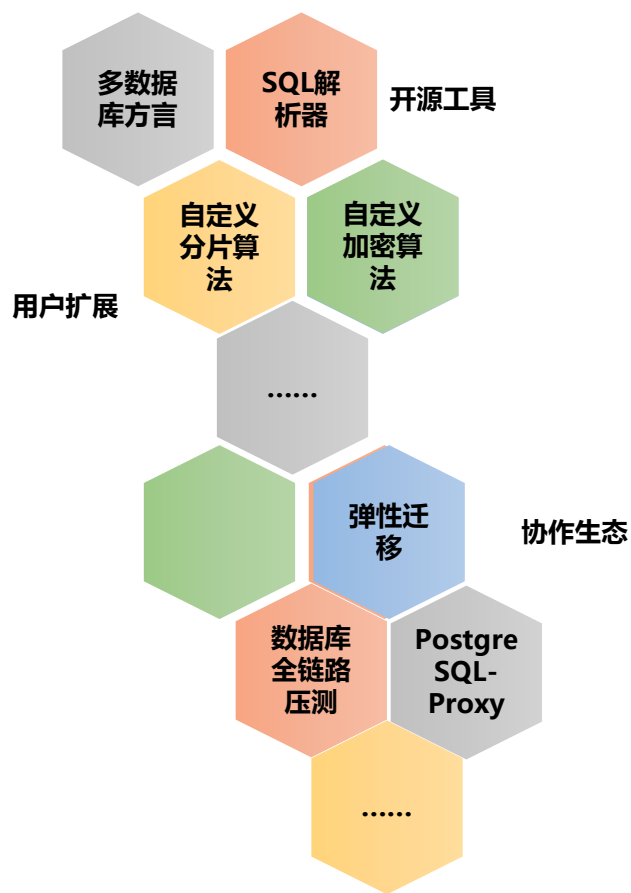 多数据
库方言
SQL解
析器
开源工具
自定义
分片算
法
自定义
加密算
法
用户扩展
……
弹性迁
移
协作生态
数据库
全链路
压测
Postgre
SQL-
Proxy
……